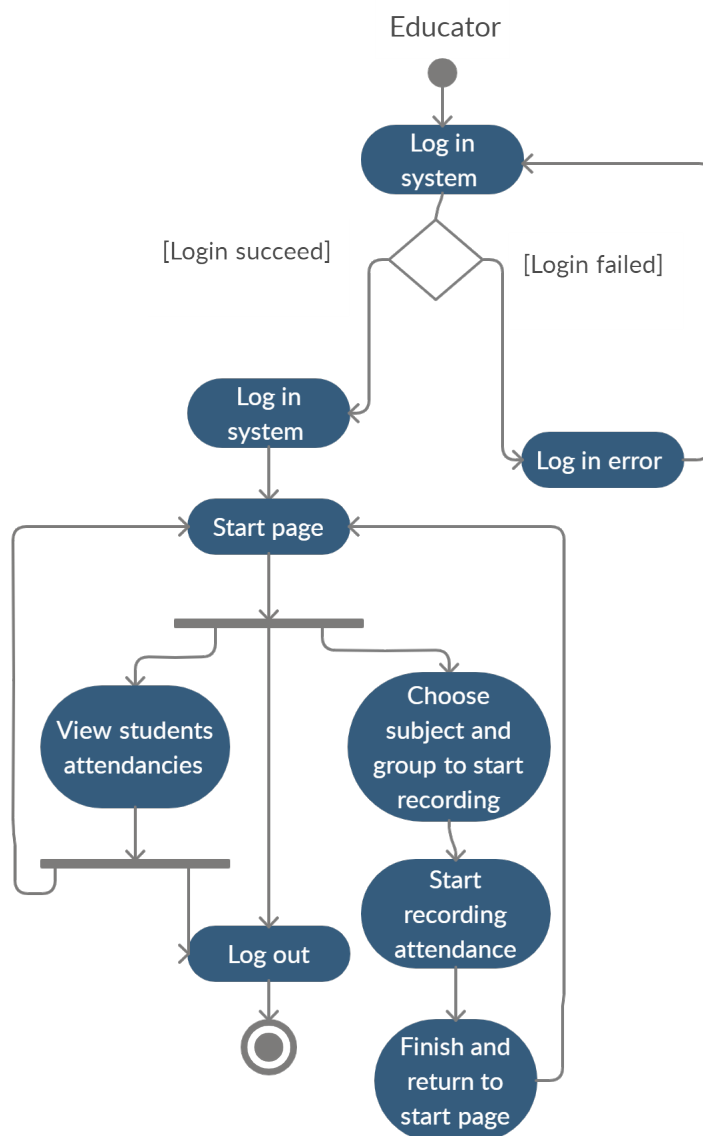 Educator
Log in
system
[Login succeed]
[Login failed]
Log in
system
Log in error
Start page
View students
attendancies
Choose
subject and
group to start
recording
Start
recording
attendance
Log out
Finish and
return to
start page